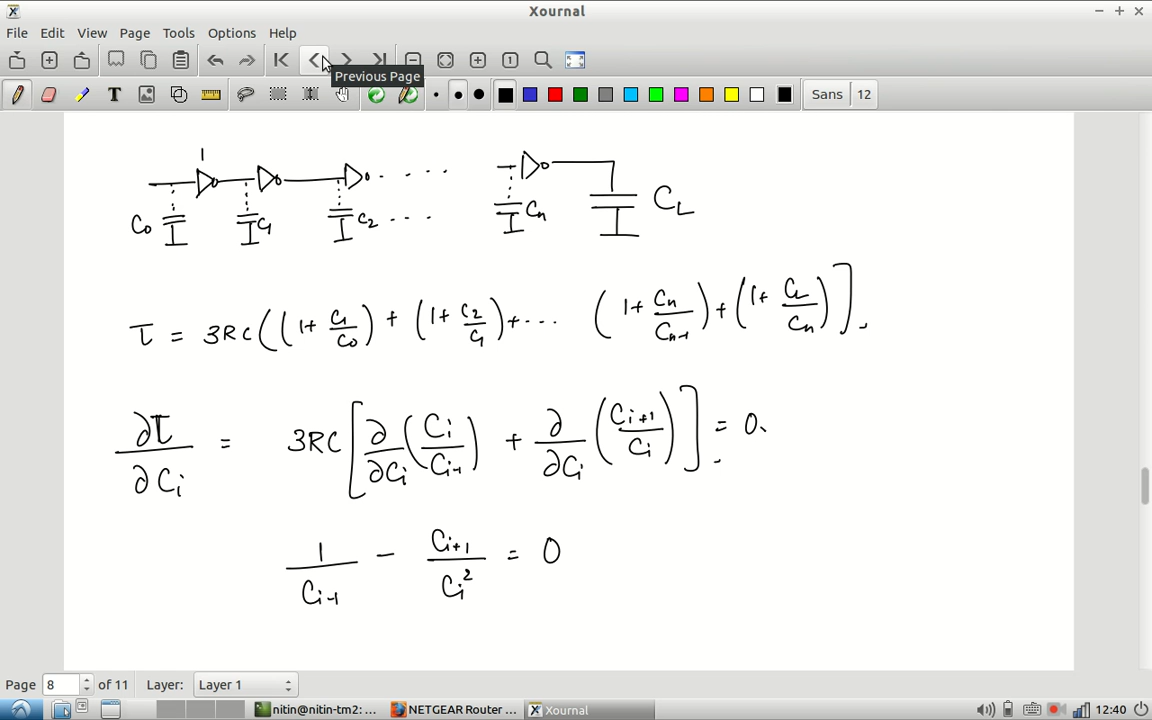 Xournal
File Edit View Page Tools Options Help
Previous Page
Sans 12
1
C0 C1 C2 ... Cn CL
τ = 3RC((1+ C1/C0) + (1+ C2/C1)+... (1+ Cn/Cn-1)+(1+ CL/Cn)].
∂τ/∂Ci = 3RC[∂/∂Ci (Ci/Ci-1) + ∂/∂Ci (Ci+1/Ci)] = 0.
1/Ci-1 - Ci+1/Ci² = 0
Page 8 of 11 Layer: Layer 1
nitin@nitin-tm2: ... NETGEAR Router ... Xournal 12:40